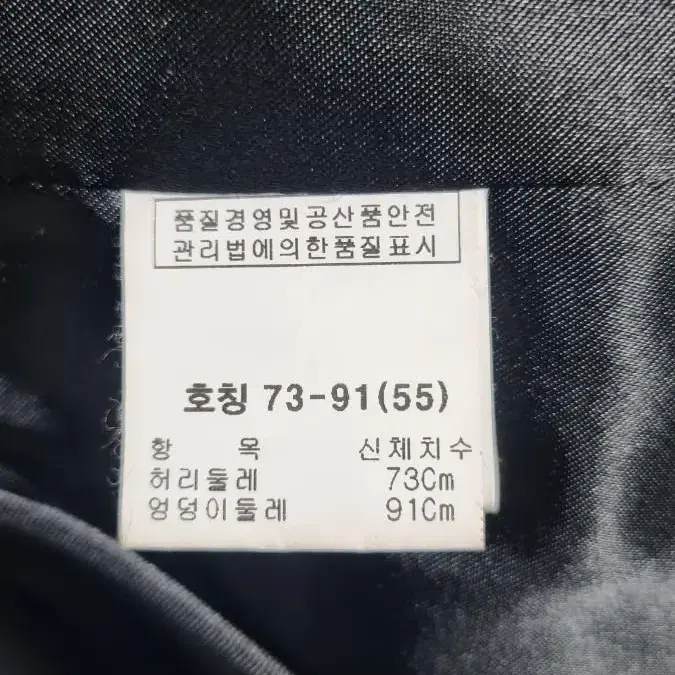 품질경영및공산품안전
관리법에의한품질표시
호칭 73-91(55)
항 목 신체치수
허리둘레 73Cm
엉덩이둘레 91Cm